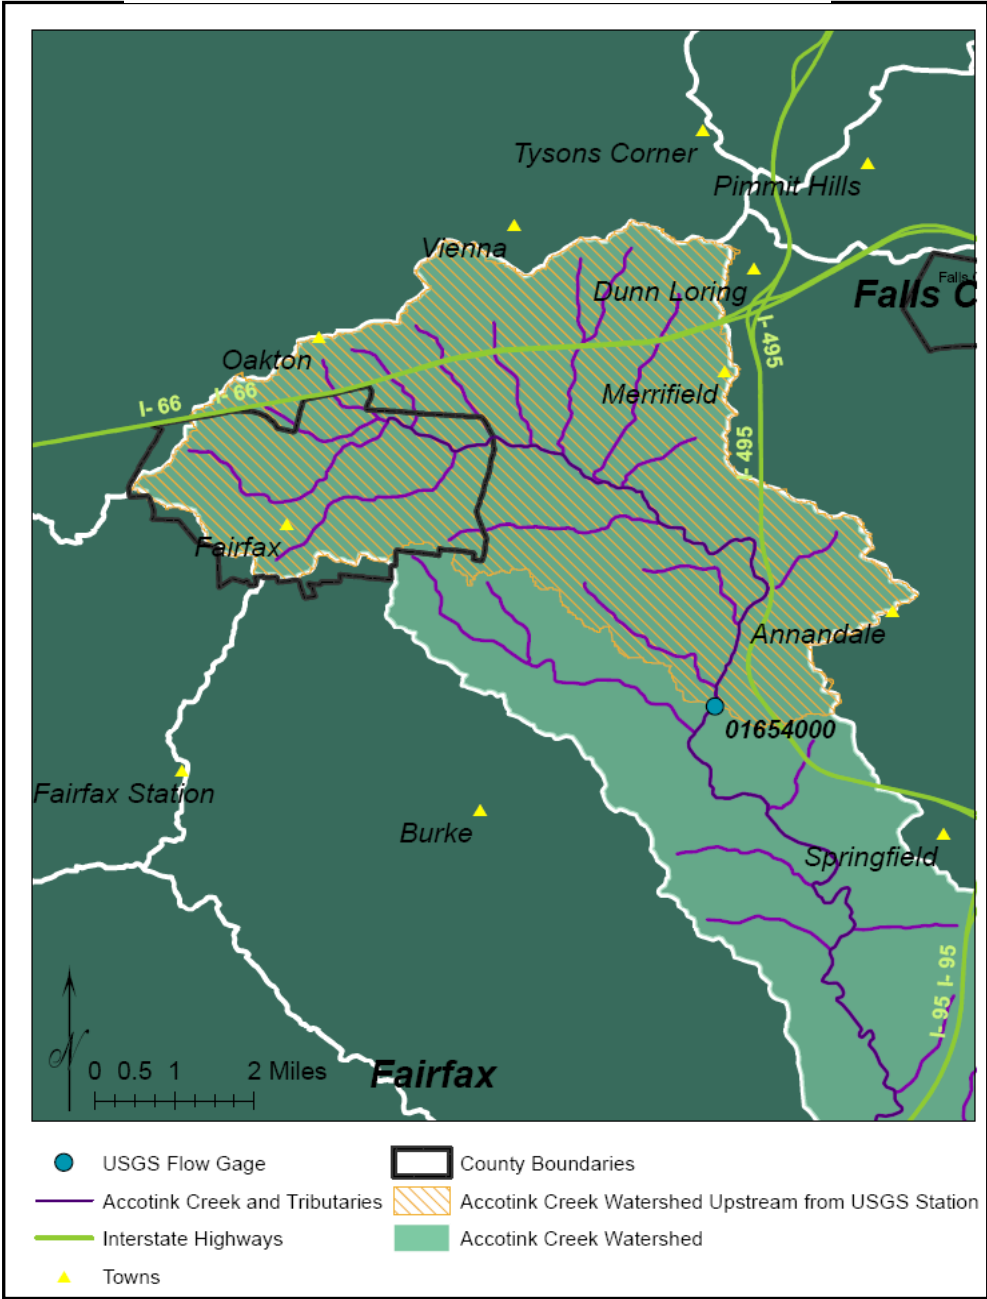 Tysons Corner
Pimmit Hills
Vienna
Falls C
Dunn Loring
Falls C
I-495
Oakton
Merrifield
I-66
I-66
I-495
Fairfax
Annandale
01654000
Fairfax Station
Burke
Springfield
I-95
I-95
N
0 0.5 1 2 Miles
Fairfax
USGS Flow Gage
County Boundaries
Accotink Creek and Tributaries
Accotink Creek Watershed Upstream from USGS Station
Interstate Highways
Accotink Creek Watershed
Towns